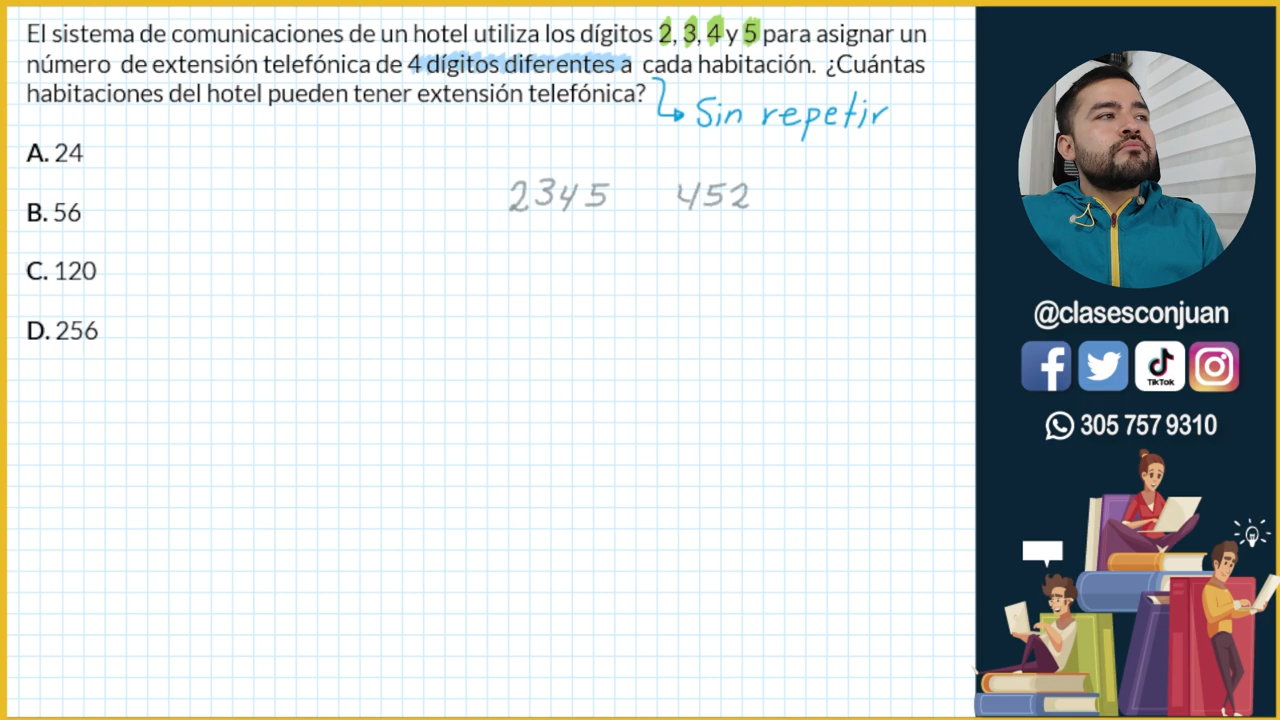 El sistema de comunicaciones de un hotel utiliza los dígitos 2, 3, 4 y 5 para asignar un
número de extensión telefónica de 4 dígitos diferentes a cada habitación. ¿Cuántas
habitaciones del hotel pueden tener extensión telefónica?
Sin repetir
A. 24
2345 452
B. 56
C. 120
D. 256
@clasesconjuan
TikTok
305 757 9310